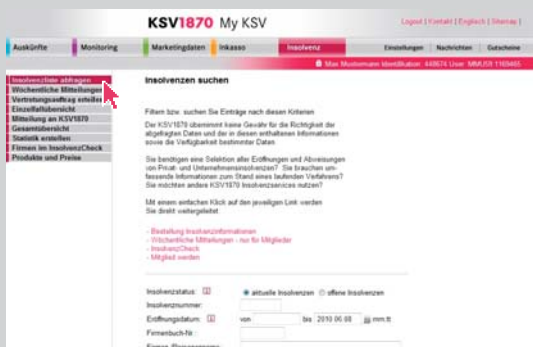 KSV1870 My KSV
Logout | Kontakt | Englisch | Sitemap |
Auskünfte Monitoring Marketingdaten Inkasso Insolvenz Einstellungen Nachrichten Gutscheine
Max Mustermann Identifikation: 449674 User: MMUSR 1169465
Insolvenzliste abfragen
Wöchentliche Mitteilungen
Vertretungsauftrag erteilen
Einzelfallübersicht
Mitteilung an KSV1870
Gesamtübersicht
Statistik erstellen
Firmen im InsolvenzCheck
Produkte und Preise
Insolvenzen suchen
Filtern bzw. suchen Sie Einträge nach diesen Kriterien
Der KSV1870 übernimmt keine Gewähr für die Richtigkeit der
abgefragten Daten und der in diesen enthaltenen Informationen
sowie die Verfügbarkeit bestimmter Daten.
Sie benötigen eine Selektion aller Eröffnungen und Abweisungen
von Privat- und Unternehmensinsolvenzen? Sie brauchen um-
fassende Informationen zum Stand eines laufenden Verfahrens?
Sie möchten andere KSV1870 Insolvenzservices nutzen?
Mit einem einfachen Klick auf den jeweiligen Link werden
Sie direkt weitergeleitet:
- Bestellung Insolvenzinformationen
- Wöchentliche Mitteilungen - nur für Mitglieder
- InsolvenzCheck
- Mitglied werden
Insolvenzstatus: aktuelle Insolvenzen offene Insolvenzen
Insolvenznummer:
Eröffnungsdatum: von bis 2010.06.08 jjjj.mm.tt
Firmenbuch-Nr.: